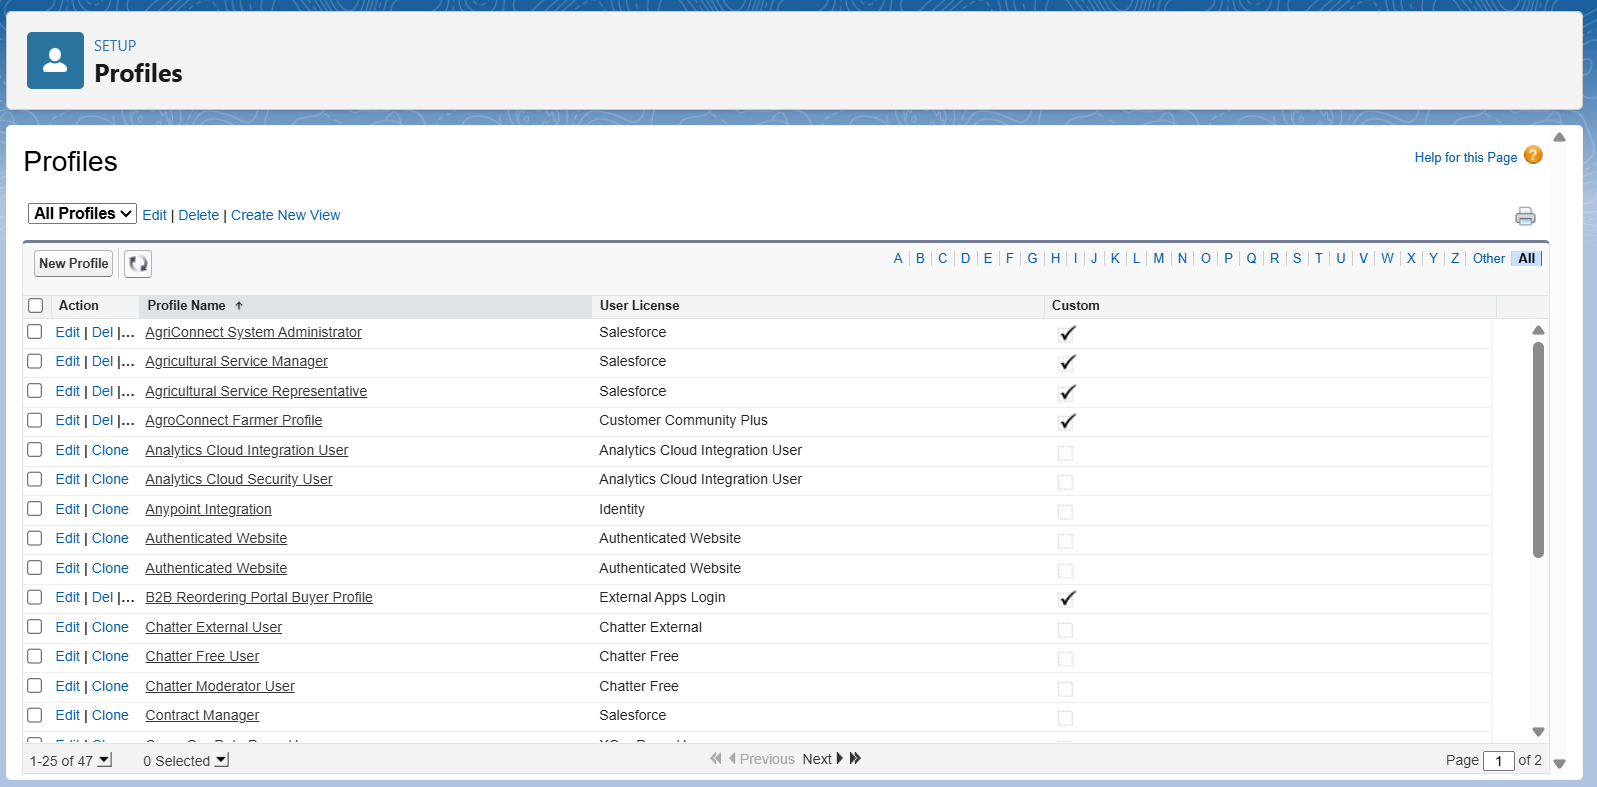 SETUP
Profiles
Profiles
Help for this Page ?
All Profiles Edit | Delete | Create New View
New Profile A | B | C | D | E | F | G | H | I | J | K | L | M | N | O | P | Q | R | S | T | U | V | W | X | Y | Z | Other | All |
Action Profile Name User License Custom
Edit | Del |... AgriConnect System Administrator Salesforce
Edit | Del |... Agricultural Service Manager Salesforce
Edit | Del |... Agricultural Service Representative Salesforce
Edit | Del |... AgroConnect Farmer Profile Customer Community Plus
Edit | Clone Analytics Cloud Integration User Analytics Cloud Integration User
Edit | Clone Analytics Cloud Security User Analytics Cloud Integration User
Edit | Clone Anypoint Integration Identity
Edit | Clone Authenticated Website Authenticated Website
Edit | Clone Authenticated Website Authenticated Website
Edit | Del |... B2B Reordering Portal Buyer Profile External Apps Login
Edit | Clone Chatter External User Chatter External
Edit | Clone Chatter Free User Chatter Free
Edit | Clone Chatter Moderator User Chatter Free
Edit | Clone Contract Manager Salesforce
1-25 of 47 0 Selected Previous Next Page 1 of 2